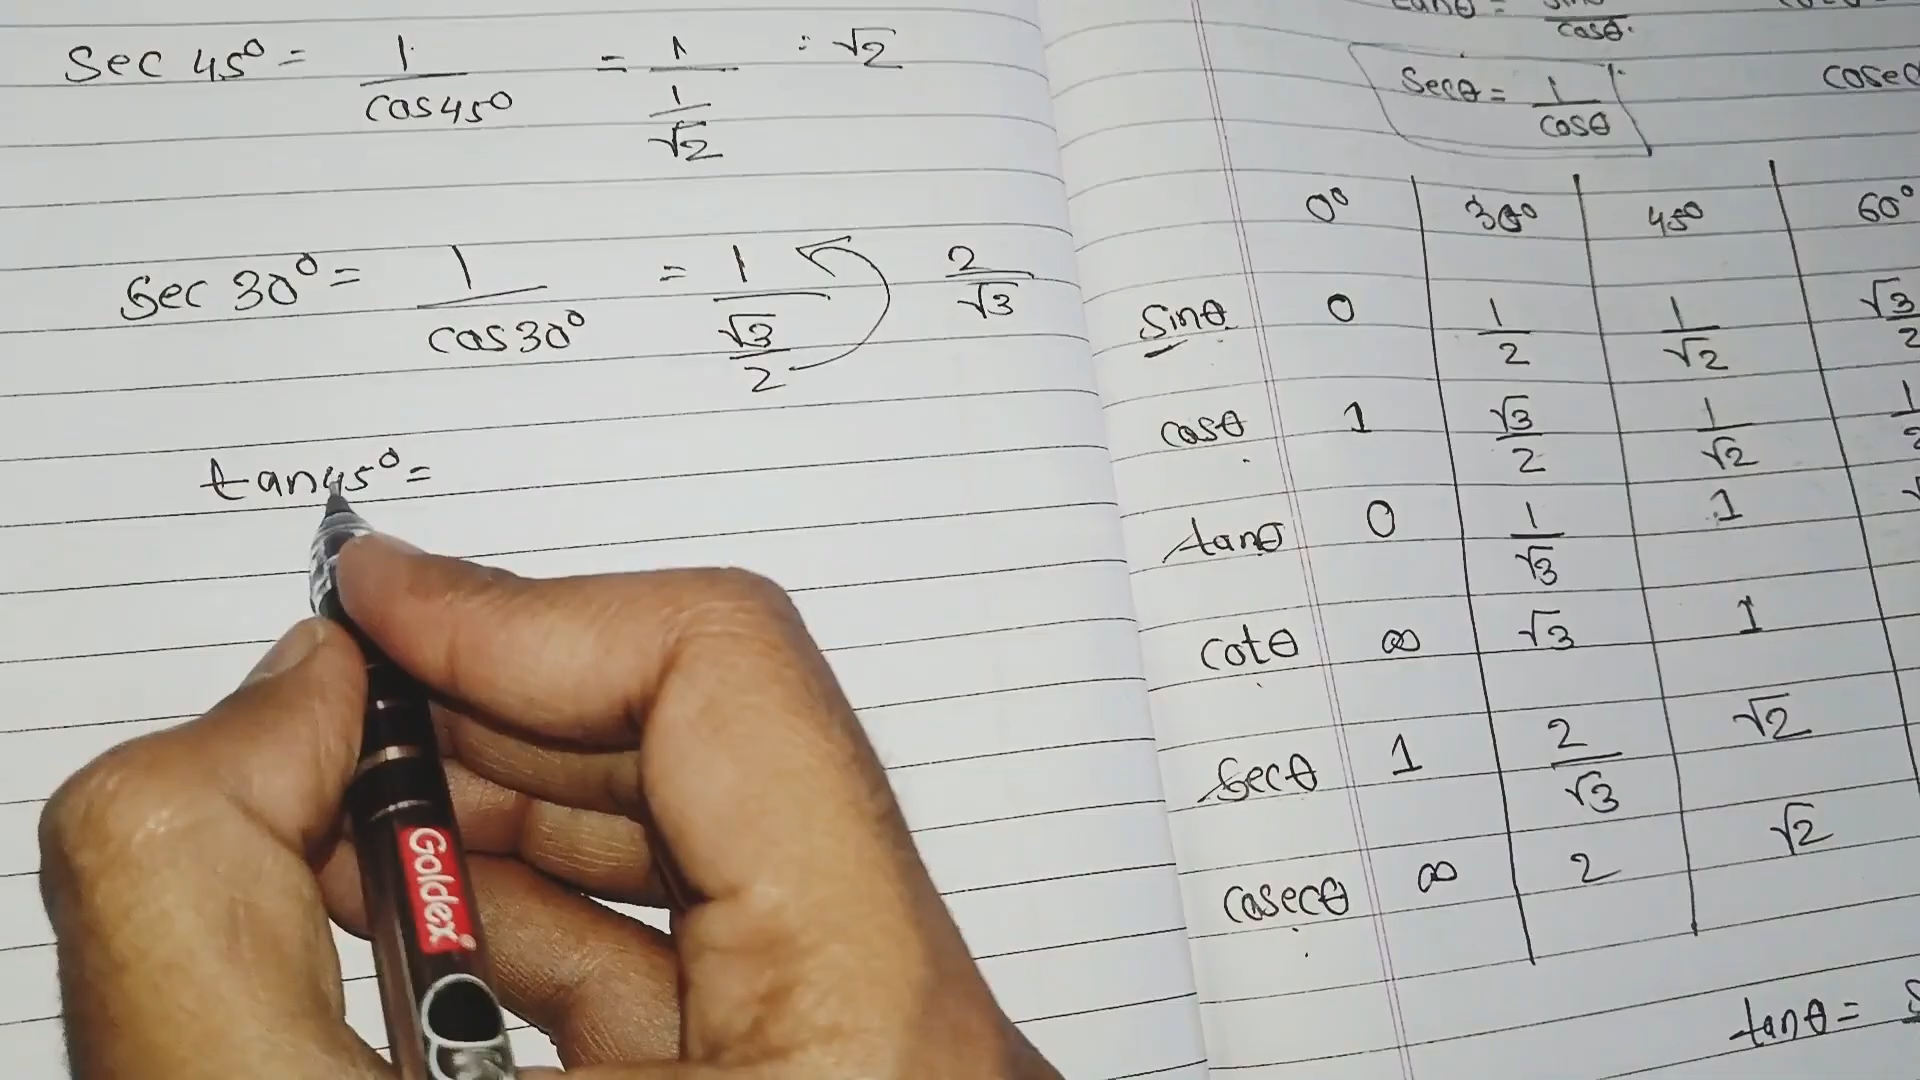 Sec 45° = 1/cos45° = 1/(1/√2) : √2
Sec 30° = 1/cos30° = 1/(√3/2) 2/√3
tan45° =
cosθ.
Secθ = 1/cosθ
0° 30° 45° 60°
Sinθ 0 1/2 1/√2 √3/2
cosθ 1 √3/2 1/√2
tanθ 0 1/√3 1
Cotθ ∞ √3 1
Secθ 1 2/√3 √2
Cosecθ ∞ 2 √2
tanθ =
Goldex